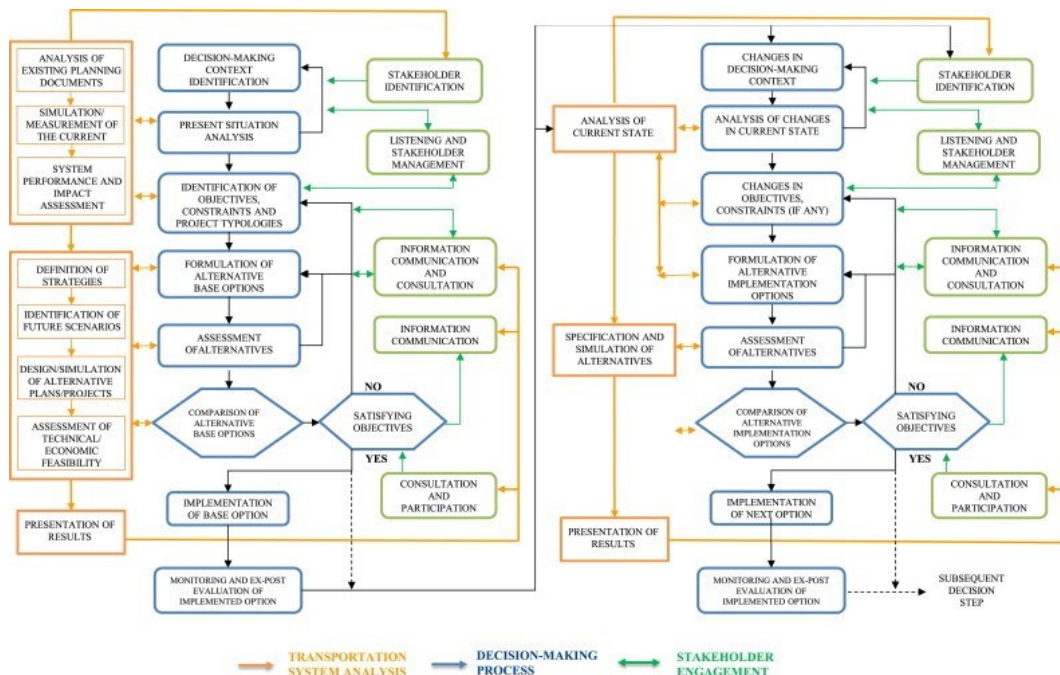 ANALYSIS OF
EXISTING PLANNING
DOCUMENTS
SIMULATION/
MEASUREMENT OF
THE CURRENT
SYSTEM
PERFORMANCE AND
IMPACT
ASSESSMENT
DEFINITION OF
STRATEGIES
IDENTIFICATION OF
FUTURE SCENARIOS
DESIGN/SIMULATION
OF ALTERNATIVE
PLANS/PROJECTS
ASSESSMENT OF
TECHNICAL/
ECONOMIC
FEASIBILITY
PRESENTATION OF
RESULTS
DECISION-MAKING
CONTEXT
IDENTIFICATION
PRESENT SITUATION
ANALYSIS
IDENTIFICATION OF
OBJECTIVES,
CONSTRAINTS AND
PROJECT TYPOLOGIES
FORMULATION OF
ALTERNATIVE
BASE OPTIONS
ASSESSMENT
OFALTERNATIVES
COMPARISON OF
ALTERNATIVE
BASE OPTIONS
NO
SATISFYING
OBJECTIVES
YES
IMPLEMENTATION
OF BASE OPTION
MONITORING AND EX-POST
EVALUATION OF
IMPLEMENTED OPTION
STAKEHOLDER
IDENTIFICATION
LISTENING AND
STAKEHOLDER
MANAGEMENT
INFORMATION
COMMUNICATION
AND
CONSULTATION
INFORMATION
COMMUNICATION
CONSULTATION AND
PARTICIPATION
ANALYSIS OF
CURRENT STATE
SPECIFICATION AND
SIMULATION OF
ALTERNATIVES
PRESENTATION OF
RESULTS
CHANGES IN
DECISION-MAKING
CONTEXT
ANALYSIS OF CHANGES
IN CURRENT STATE
CHANGES IN
OBJECTIVES,
CONSTRAINTS (IF ANY)
FORMULATION OF
ALTERNATIVE
IMPLEMENTATION
OPTIONS
ASSESSMENT
OFALTERNATIVES
COMPARISON OF
ALTERNATIVE
IMPLEMENTATION
OPTIONS
NO
SATISFYING
OBJECTIVES
YES
IMPLEMENTATION
OF NEXT OPTION
MONITORING AND EX-POST
EVALUATION OF
IMPLEMENTED OPTION
SUBSEQUENT
DECISION
STEP
STAKEHOLDER
IDENTIFICATION
LISTENING AND
STAKEHOLDER
MANAGEMENT
INFORMATION
COMMUNICATION
AND
CONSULTATION
INFORMATION
COMMUNICATION
CONSULTATION AND
PARTICIPATION
TRANSPORTATION
SYSTEM ANALYSIS
DECISION-MAKING
PROCESS
STAKEHOLDER
ENGAGEMENT